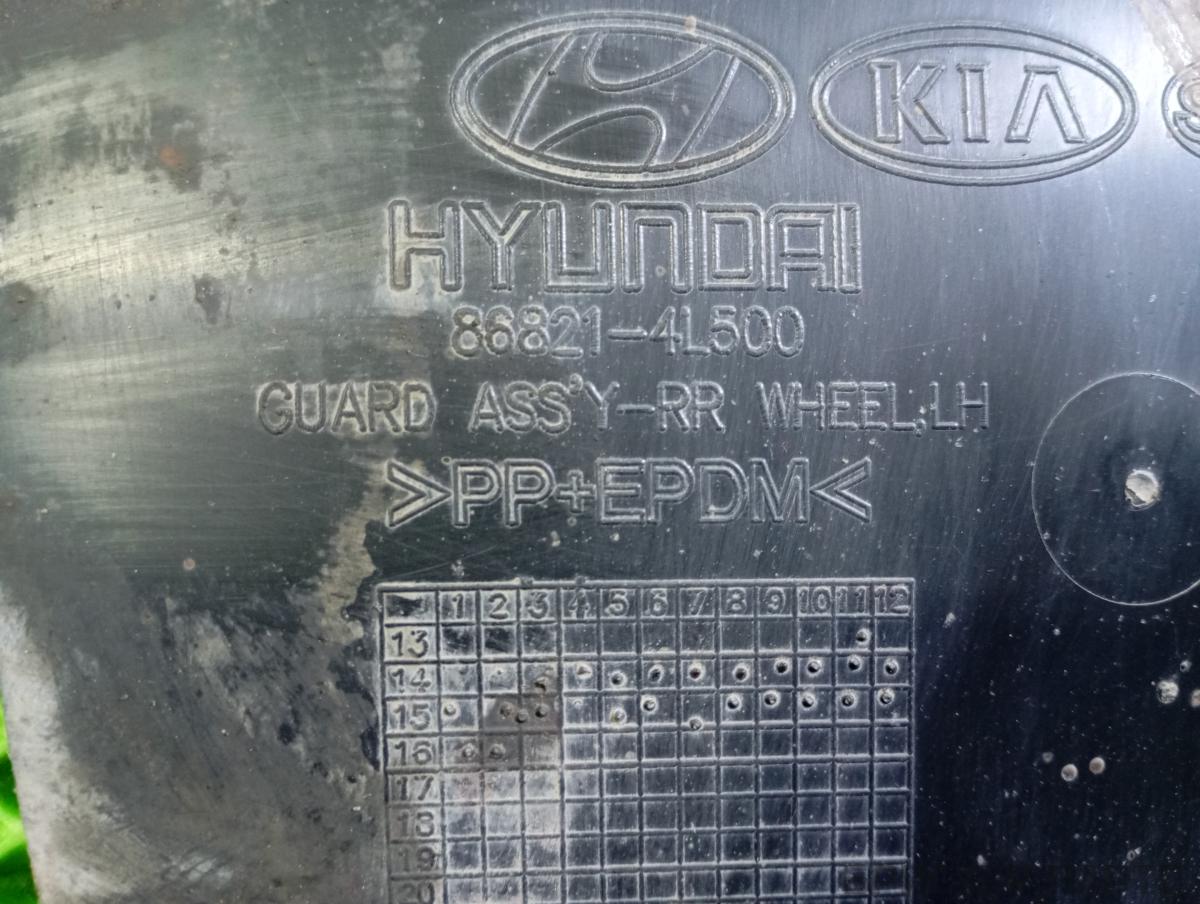 KIA S
HYUNDAI
86821-4L500
GUARD ASS'Y-RR WHEEL,LH
>PP+EPDM<
1 2 3 4 5 6 7 8 9 10 11 12
13
14
15
16
17
18
19
20